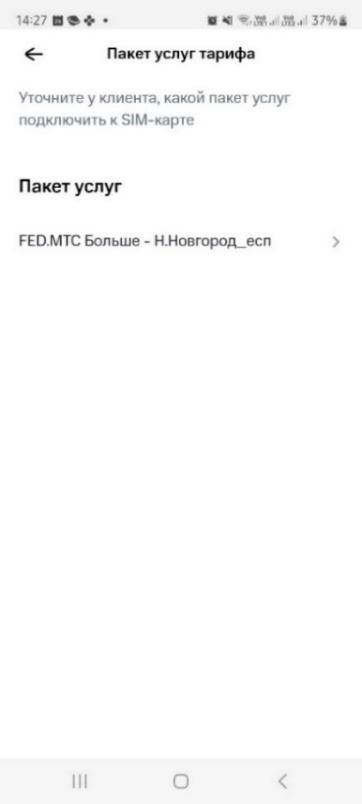 14:27
37%
Пакет услуг тарифа
Уточните у клиента, какой пакет услуг
подключить к SIM-карте
Пакет услуг
FED.МТС Больше - Н.Новгород_есп